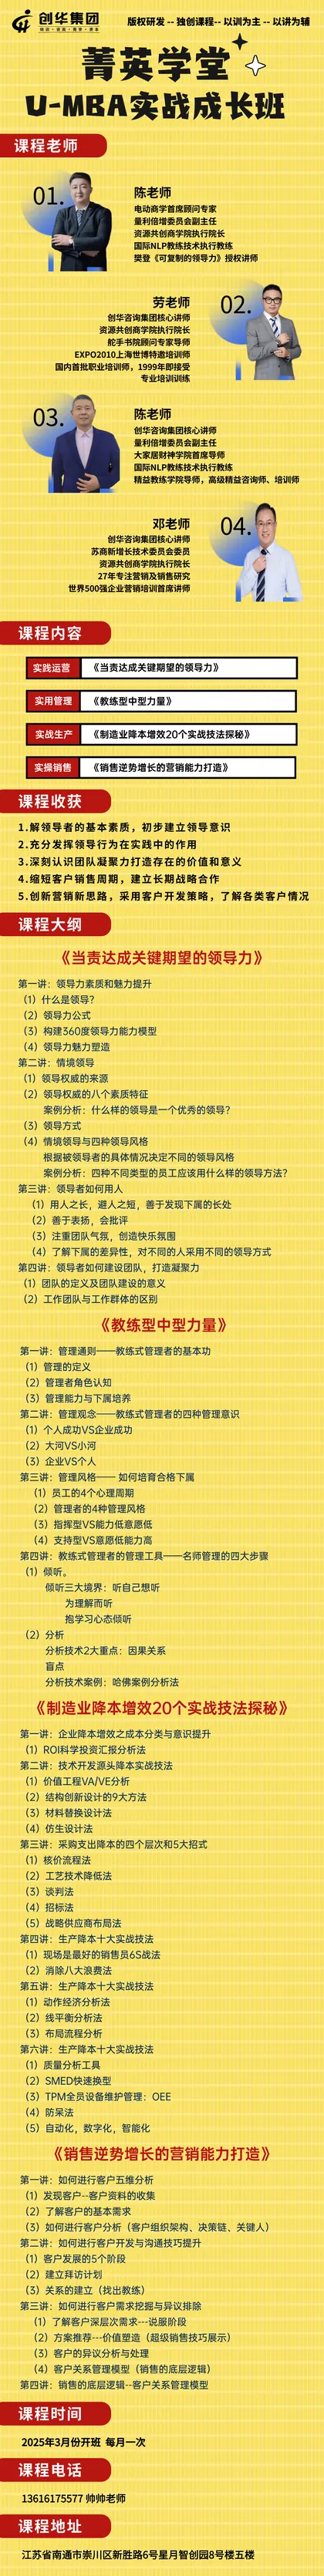 创华集团
版权研发 -- 独创课程-- 以训为主 -- 以讲为辅
菁英学堂
U-MBA实战成长班
课程老师
01.
陈老师
电动商学首席顾问专家
量利倍增委员会副主任
资源共创商学院执行院长
国际NLP教练技术执行教练
樊登《可复制的领导力》授权讲师
劳老师
02.
创华咨询集团核心讲师
资源共创商学院执行院长
舵手书院顾问专家导师
EXPO2010上海世博特邀培训师
国内首批职业培训师，1999年即接受
专业培训训练
03.
陈老师
创华咨询集团核心讲师
量利倍增委员会副主任
大家居财神学院首席导师
国际NLP教练技术执行教练
精益教练学院导师，高级精益咨询师、培训师
邓老师
04.
创华咨询集团核心讲师
苏商新增长技术委员会委员
资源共创商学院执行院长
27年专注营销及销售研究
世界500强企业营销培训首席讲师
课程内容
实践运营 《当责达成关键期望的领导力》
实用管理 《教练型中型力量》
实战生产 《制造业降本增效20个实战技法探秘》
实操销售 《销售逆势增长的营销能力打造》
课程收获
1.解领导者的基本素质，初步建立领导意识
2.充分发挥领导行为在实践中的作用
3.深刻认识团队凝聚力打造存在的价值和意义
4.缩短客户销售周期，建立长期战略合作
5.创新营销新思路，采用客户开发策略，了解各类客户情况
课程大纲
《当责达成关键期望的领导力》
第一讲：领导力素质和魅力提升
（1）什么是领导？
（2）领导力公式
（3）构建360度领导力能力模型
（4）领导力魅力塑造
第二讲：情境领导
（1）领导权威的来源
（2）领导权威的八个素质特征
案例分析：什么样的领导是一个优秀的领导？
（3）领导方式
（4）情境领导与四种领导风格
根据被领导者的具体情况决定不同的领导风格
案例分析：四种不同类型的员工应该用什么样的领导方法？
第三讲：领导者如何用人
（1）用人之长，避人之短，善于发现下属的长处
（2）善于表扬，会批评
（3）注重团队气氛，创造快乐氛围
（4）了解下属的差异性，对不同的人采用不同的领导方式
第四讲：领导者如何建设团队，打造凝聚力
（1）团队的定义及团队建设的意义
（2）工作团队与工作群体的区别
《教练型中型力量》
第一讲：管理通则——教练式管理者的基本功
（1）管理的定义
（2）管理者角色认知
（3）管理能力与下属培养
第二讲：管理观念——教练式管理者的四种管理意识
（1）个人成功VS企业成功
（2）大河VS小河
（3）企业VS个人
第三讲：管理风格—— 如何培育合格下属
（1）员工的4个心理周期
（2）管理者的4种管理风格
（3）指挥型VS能力低意愿低
（4）支持型VS意愿低能力高
第四讲：教练式管理者的管理工具——名师管理的四大步骤
（1）倾听。
倾听三大境界：听自己想听
为理解而听
抱学习心态倾听
（2）分析
分析技术2大重点：因果关系
盲点
分析技术案例：哈佛案例分析法
《制造业降本增效20个实战技法探秘》
第一讲：企业降本增效之成本分类与意识提升
（1）ROI科学投资汇报分析法
第二讲：技术开发源头降本实战技法
（1）价值工程VA/VE分析
（2）结构创新设计的9大方法
（3）材料替换设计法
（4）仿生设计法
第三讲：采购支出降本的四个层次和5大招式
（1）核价流程法
（2）工艺技术降低法
（3）谈判法
（4）招标法
（5）战略供应商布局法
第四讲：生产降本十大实战技法
（1）现场是最好的销售员6S战法
（2）消除八大浪费法
第五讲：生产降本十大实战技法
（1）动作经济分析法
（2）线平衡分析法
（3）布局流程分析
第六讲：生产降本十大实战技法
（1）质量分析工具
（2）SMED快速换型
（3）TPM全员设备维护管理：OEE
（4）防呆法
（5）自动化，数字化，智能化
《销售逆势增长的营销能力打造》
第一讲：如何进行客户五维分析
（1）发现客户--客户资料的收集
（2）了解客户的基本需求
（3）如何进行客户分析（客户组织架构、决策链、关键人）
第二讲：如何进行客户开发与沟通技巧提升
（1）客户发展的5个阶段
（2）建立拜访计划
（3）关系的建立（找出教练）
第三讲：如何进行客户需求挖掘与异议排除
（1）了解客户深层次需求---说服阶段
（2）方案推荐---价值塑造（超级销售技巧展示）
（3）客户的异议分析与处理
（4）客户关系管理模型（销售的底层逻辑）
第四讲：销售的底层逻辑--客户关系管理模型
课程时间
2025年3月份开班 每月一次
课程电话
13616175577 帅帅老师
课程地址
江苏省南通市崇川区新胜路6号星月智创园8号楼五楼